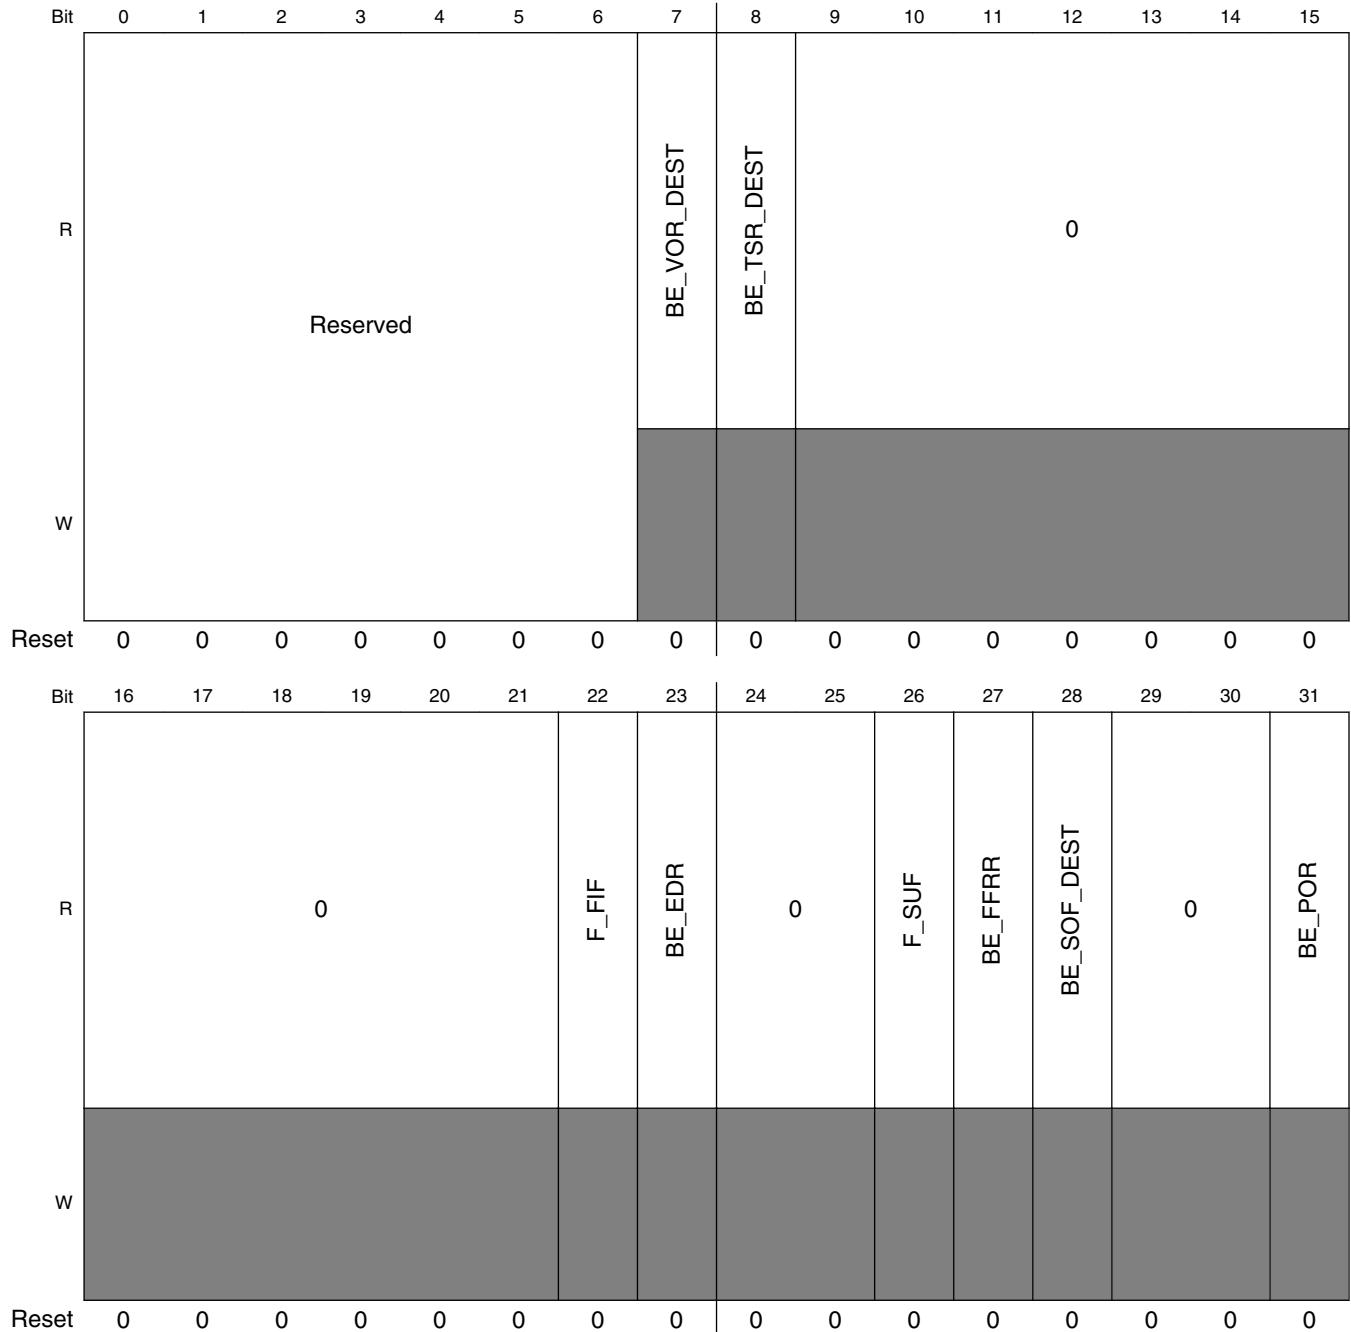 Bit 0 1 2 3 4 5 6 7 8 9 10 11 12 13 14 15
R Reserved BE_VOR_DEST BE_TSR_DEST 0
W
Reset 0 0 0 0 0 0 0 0 0 0 0 0 0 0 0 0
Bit 16 17 18 19 20 21 22 23 24 25 26 27 28 29 30 31
R 0 F_FIF BE_EDR 0 F_SUF BE_FFRR BE_SOF_DEST 0 BE_POR
W
Reset 0 0 0 0 0 0 0 0 0 0 0 0 0 0 0 0